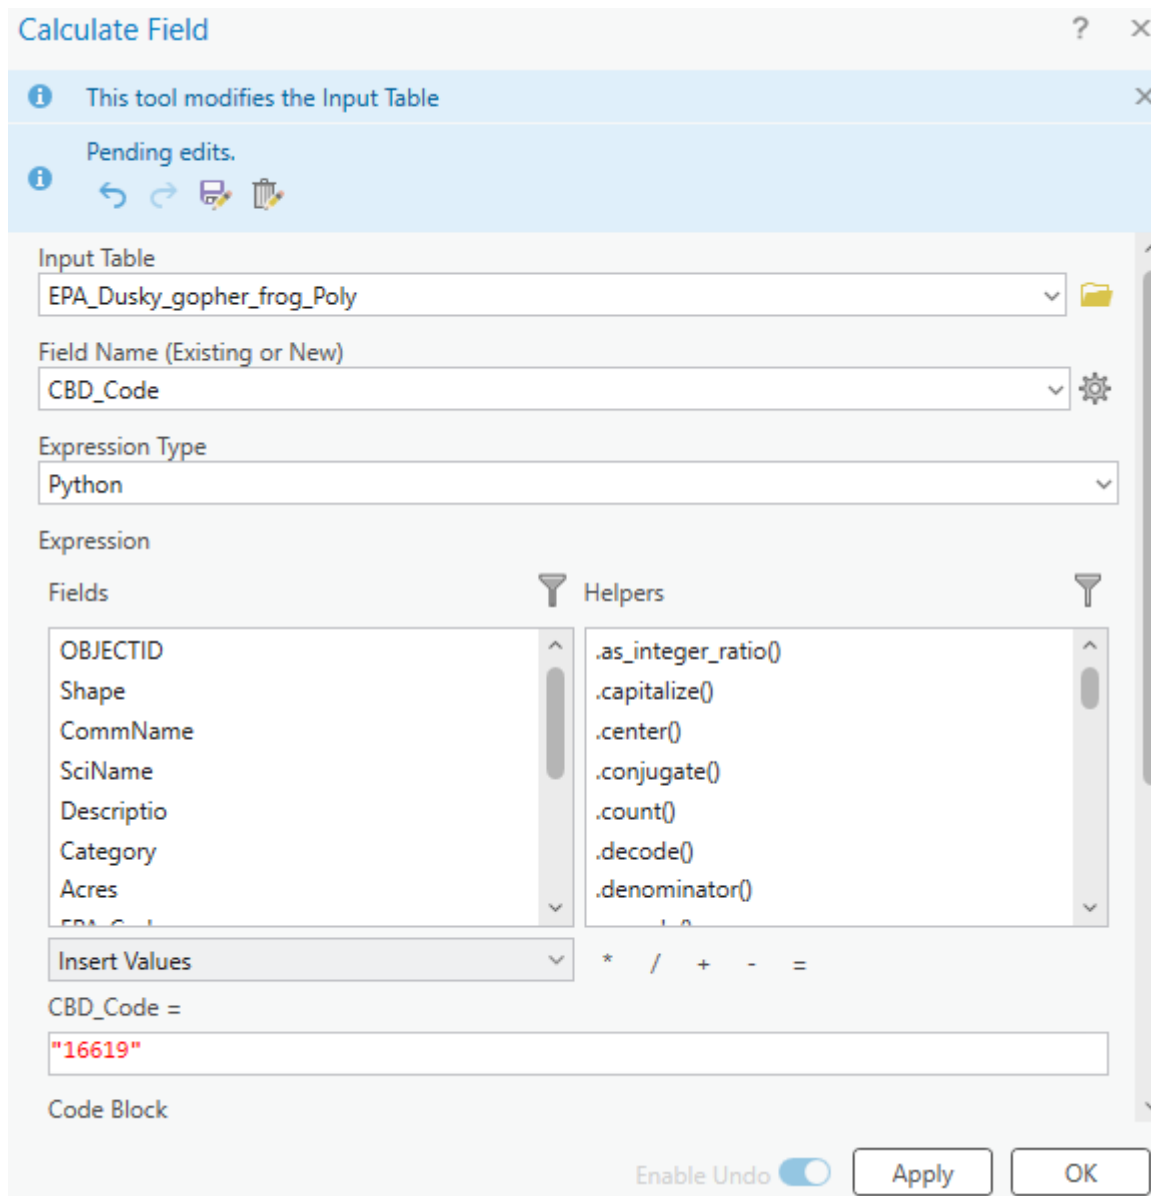 Calculate Field
?
This tool modifies the Input Table
Pending edits.
Input Table
EPA_Dusky_gopher_frog_Poly
Field Name (Existing or New)
CBD_Code
Expression Type
Python
Expression
Fields
Helpers
OBJECTID
.as_integer_ratio()
Shape
.capitalize()
CommName
.center()
SciName
.conjugate()
Descriptio
.count()
Category
.decode()
Acres
.denominator()
Insert Values
* / + - =
CBD_Code =
"16619"
Code Block
Enable Undo
Apply
OK